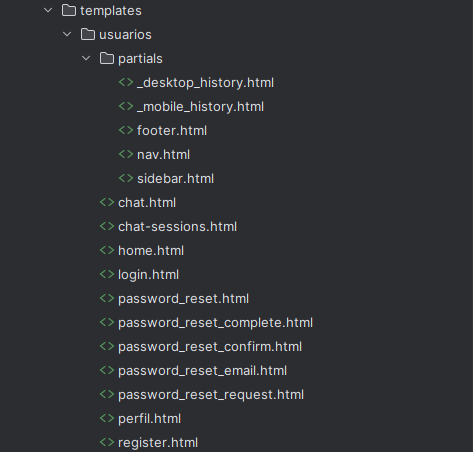 templates
usuarios
partials
_desktop_history.html
_mobile_history.html
footer.html
nav.html
sidebar.html
chat.html
chat-sessions.html
home.html
login.html
password_reset.html
password_reset_complete.html
password_reset_confirm.html
password_reset_email.html
password_reset_request.html
perfil.html
register.html